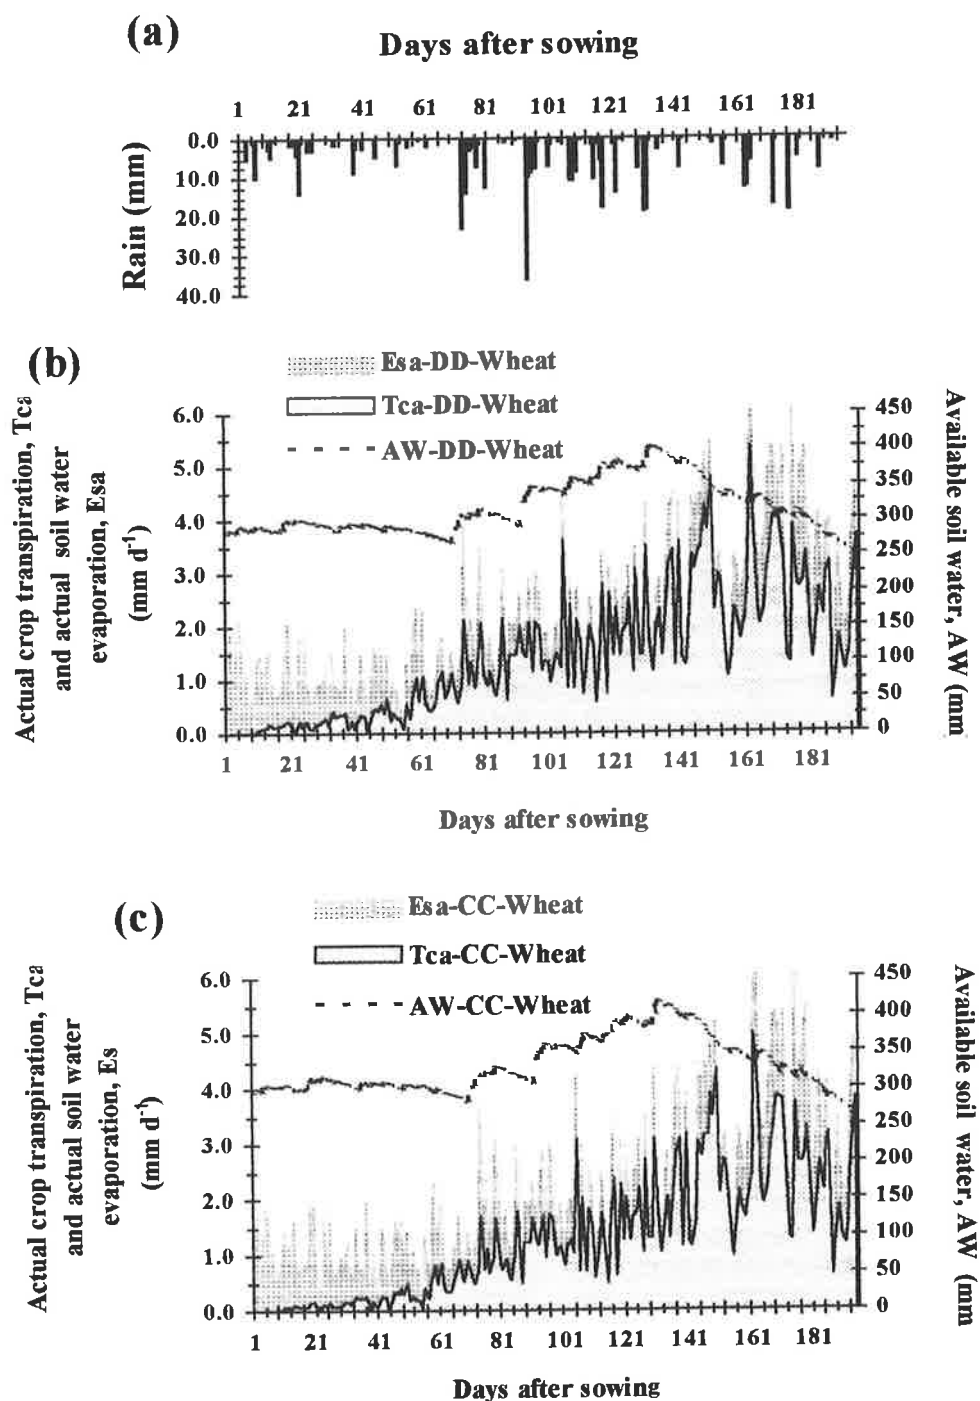 (a)
Days after sowing
1 21 41 61 81 101 121 141 161 181
Rain (mm)
0.0
10.0
20.0
30.0
40.0
(b)
Esa-DD-Wheat
Tca-DD-Wheat
AW-DD-Wheat
Actual crop transpiration, Tca
and actual soil water
evaporation, Esa
(mm d⁻¹)
6.0
5.0
4.0
3.0
2.0
1.0
0.0
450
400
350
300
250
200
150
100
50
0
Available soil water, AW (mm
1 21 41 61 81 101 121 141 161 181
Days after sowing
(c)
Esa-CC-Wheat
Tca-CC-Wheat
AW-CC-Wheat
Actual crop transpiration, Tca
and actual soil water
evaporation, Es
(mm d⁻¹)
6.0
5.0
4.0
3.0
2.0
1.0
0.0
450
400
350
300
250
200
150
100
50
0
Available soil water, AW (mm
1 21 41 61 81 101 121 141 161 181
Days after sowing